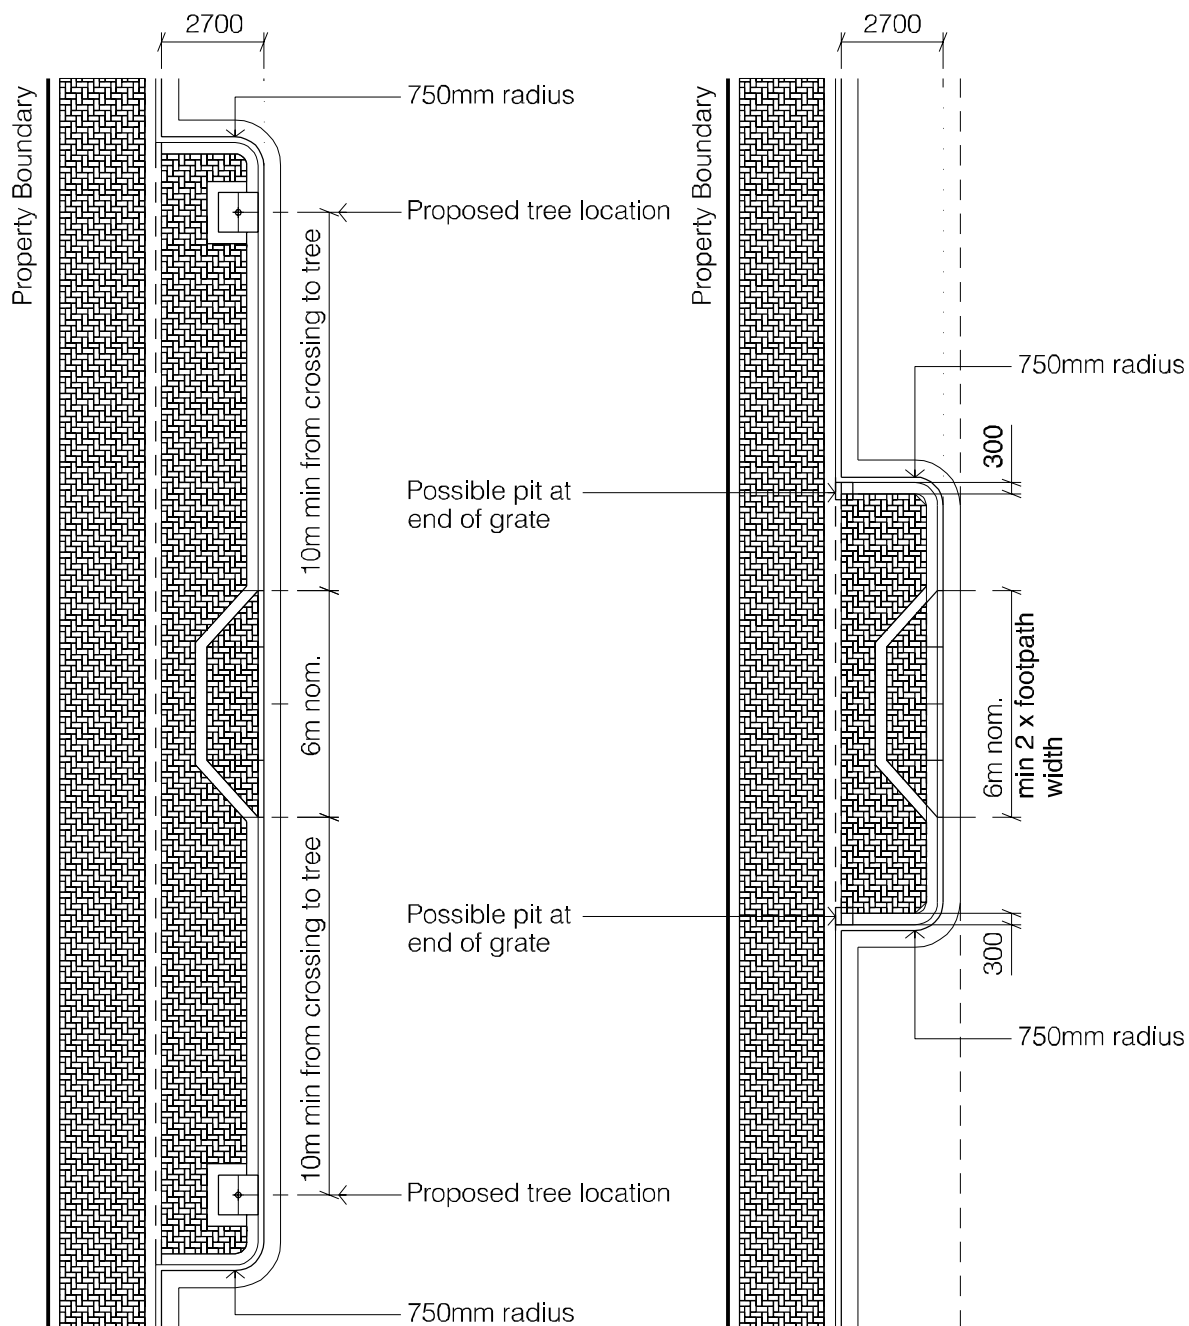 2700
Property Boundary
750mm radius
Proposed tree location
10m min from crossing to tree
6m nom.
10m min from crossing to tree
Proposed tree location
750mm radius
2700
Property Boundary
750mm radius
300
Possible pit at
end of grate
6m nom.
min 2 x footpath
width
Possible pit at
end of grate
300
750mm radius